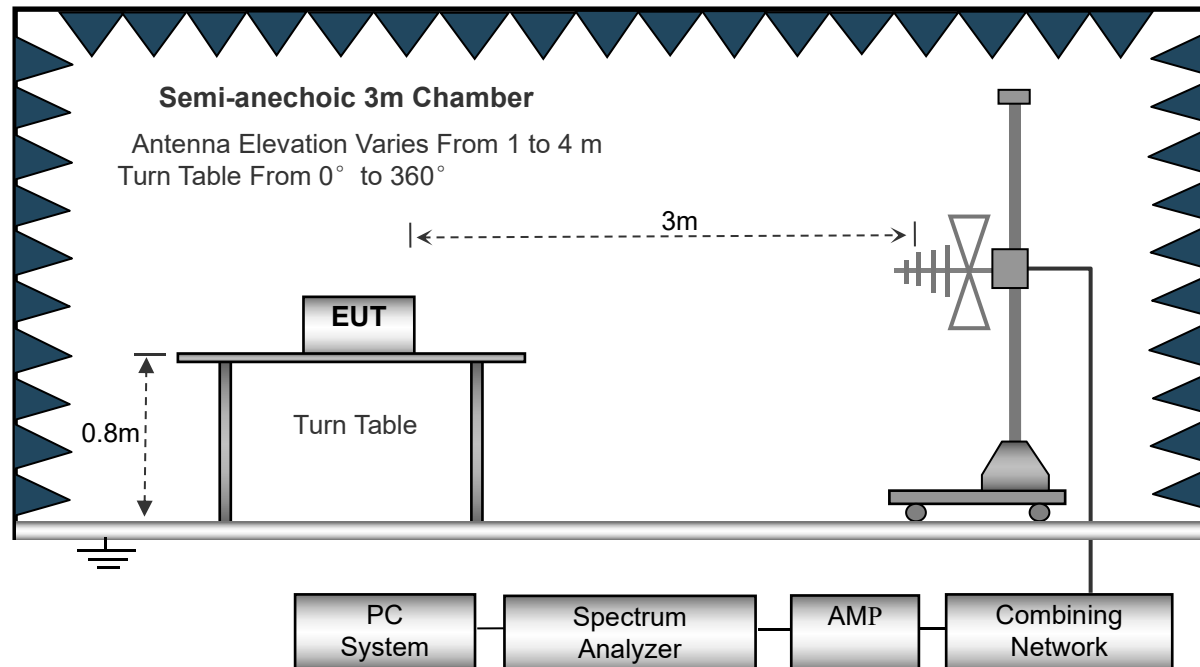 Semi-anechoic 3m Chamber
Antenna Elevation Varies From 1 to 4 m
Turn Table From 0° to 360°
3m
EUT
0.8m
Turn Table
PC
System
Spectrum
Analyzer
AMP
Combining
Network